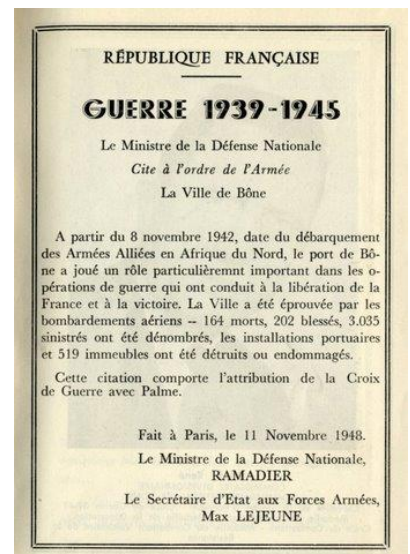 RÉPUBLIQUE FRANÇAISE
GUERRE 1939-1945
Le Ministre de la Défense Nationale
Cite à l'ordre de l'Armée
La Ville de Bône
A partir du 8 novembre 1942, date du débarquement
des Armées Alliées en Afrique du Nord, le port de Bô-
ne a joué un rôle particulièremnt important dans les o-
pérations de guerre qui ont conduit à la libération de la
France et à la victoire. La Ville a été éprouvée par les
bombardements aériens -- 164 morts, 202 blessés, 3.035
sinistrés ont été dénombrés, les installations portuaires
et 519 immeubles ont été détruits ou endommagés.
Cette citation comporte l'attribution de la Croix
de Guerre avec Palme.
Fait à Paris, le 11 Novembre 1948.
Le Ministre de la Défense Nationale,
RAMADIER
Le Secrétaire d'Etat aux Forces Armées,
Max LEJEUNE